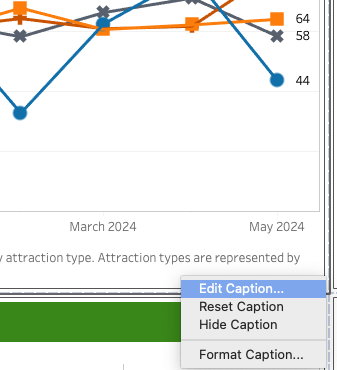 64
58
44
March 2024
May 2024
attraction type. Attraction types are represented by
Edit Caption...
Reset Caption
Hide Caption
Format Caption...